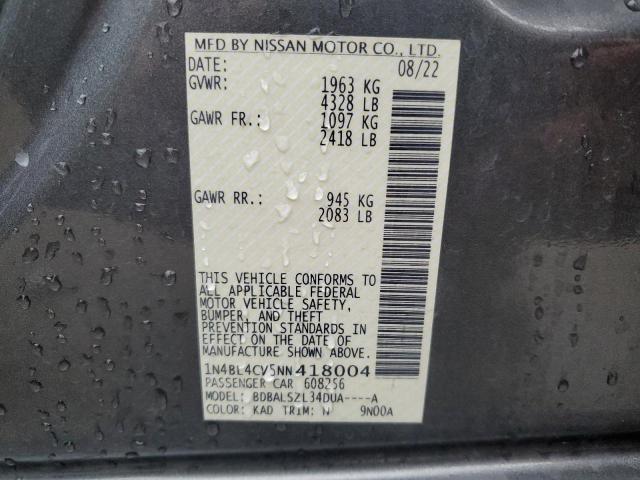 MFD BY NISSAN MOTOR CO., LTD.
DATE: 08/22
GVWR: 1963 KG
4328 LB
GAWR FR.: 1097 KG
2418 LB
GAWR RR.: 945 KG
2083 LB
THIS VEHICLE CONFORMS TO
ALL APPLICABLE FEDERAL
MOTOR VEHICLE SAFETY,
BUMPER, AND THEFT
PREVENTION STANDARDS IN
EFFECT ON THE DATE OF
MANUFACTURE SHOWN ABOVE.
1N4BL4CV5NN418004
PASSENGER CAR 608256
MODEL: BDBALSZL34DUA----A
COLOR: KAD TRIM: N 9N00A